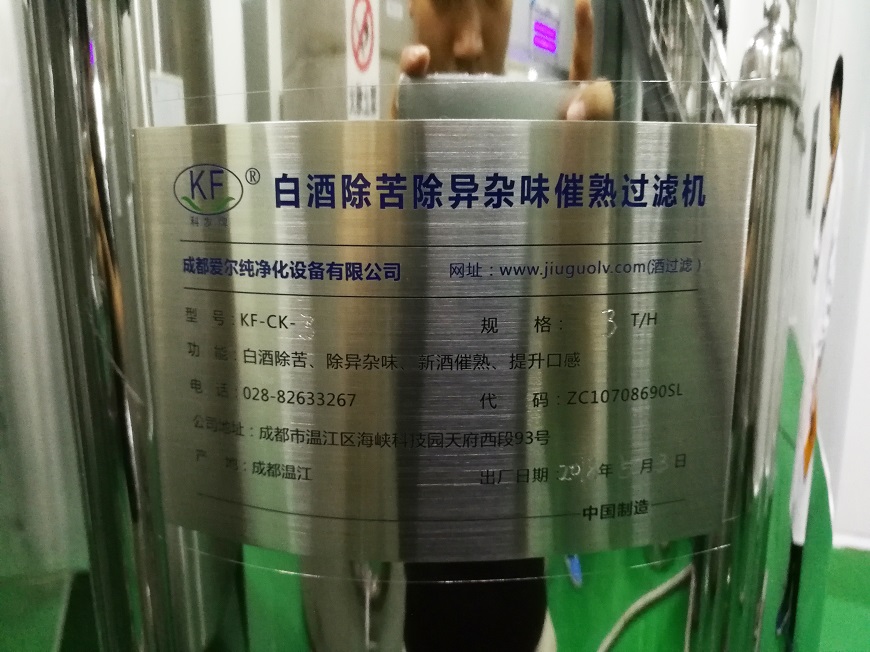 KF ®
白酒除苦除异杂味催熟过滤机
成都爱尔纯净化设备有限公司 网址：www.jiuguolv.com(酒过滤)
型 号：KF-CK-3 规 格： 3 T/H
功 能：白酒除苦、除异杂味、新酒催熟、提升口感
电 话：028-82633267 代 码：ZC10708690SL
公司地址：成都市温江区海峡科技园天府西段93号
产 地：成都温江 出厂日期：年 月3日
中国制造